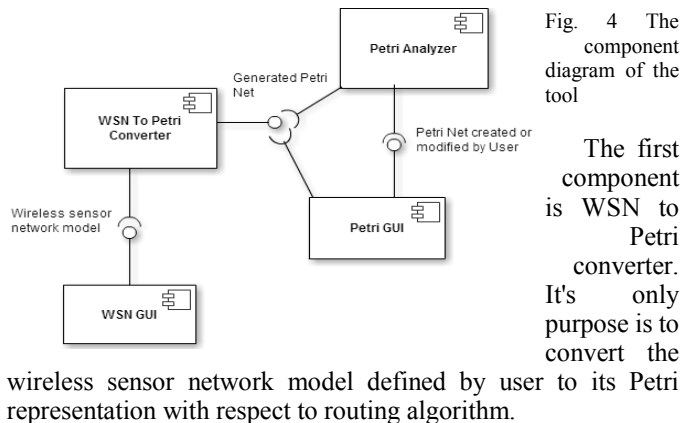 Petri Analyzer
Generated Petri
Net
WSN To Petri
Converter
Petri Net created or
modified by User
Wireless sensor
network model
Petri GUI
WSN GUI
Fig. 4 The
component
diagram of the
tool
The first
component
is WSN to
Petri
converter.
It's only
purpose is to
convert the
wireless sensor network model defined by user to its Petri
representation with respect to routing algorithm.